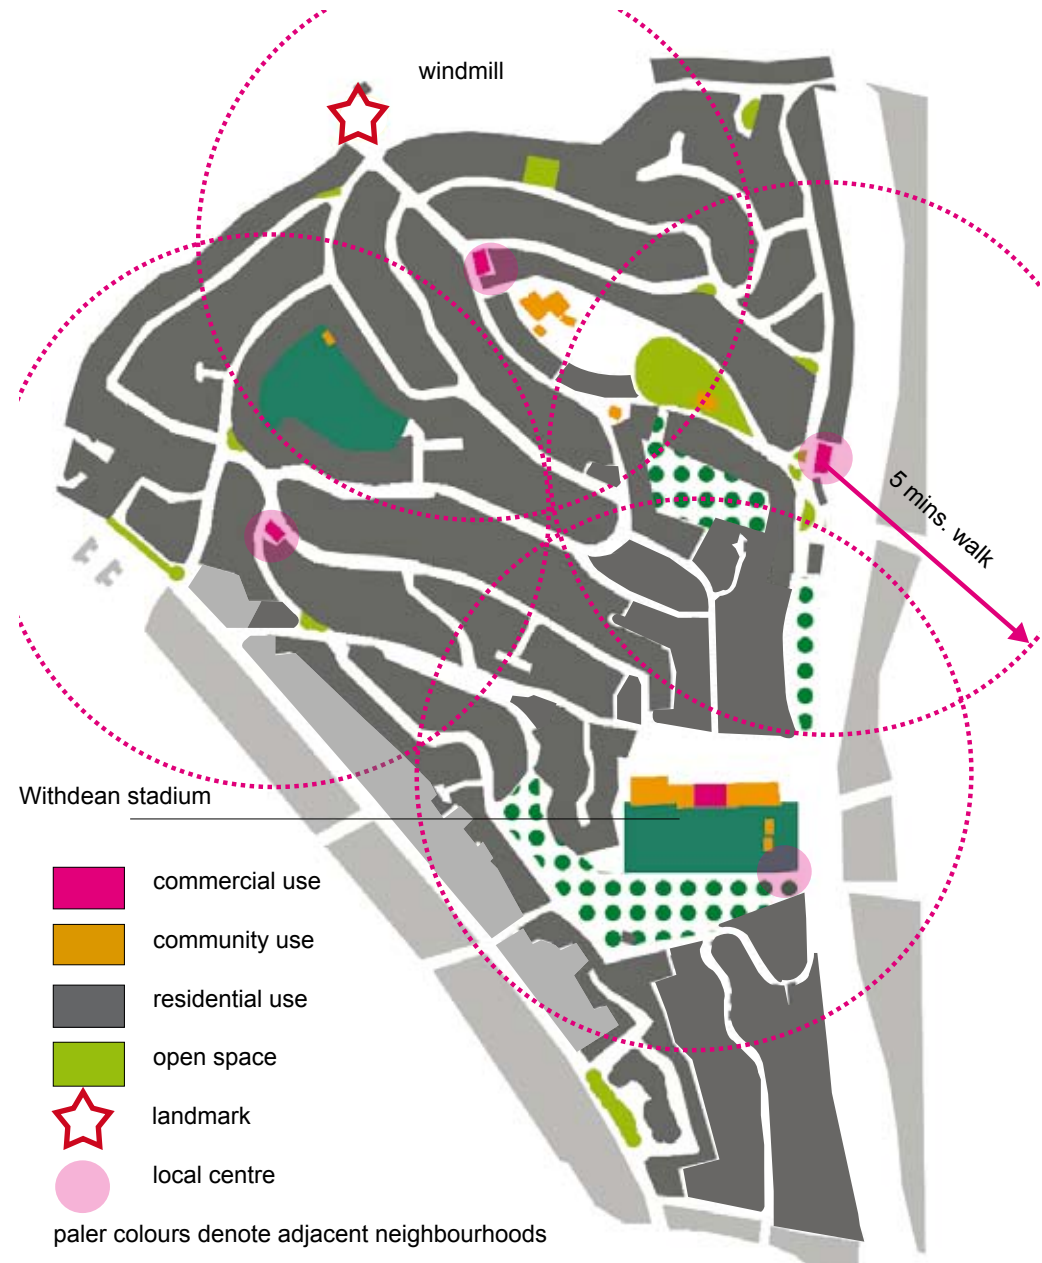 windmill
5 mins. walk
Withdean stadium
commercial use
community use
residential use
open space
landmark
local centre
paler colours denote adjacent neighbourhoods